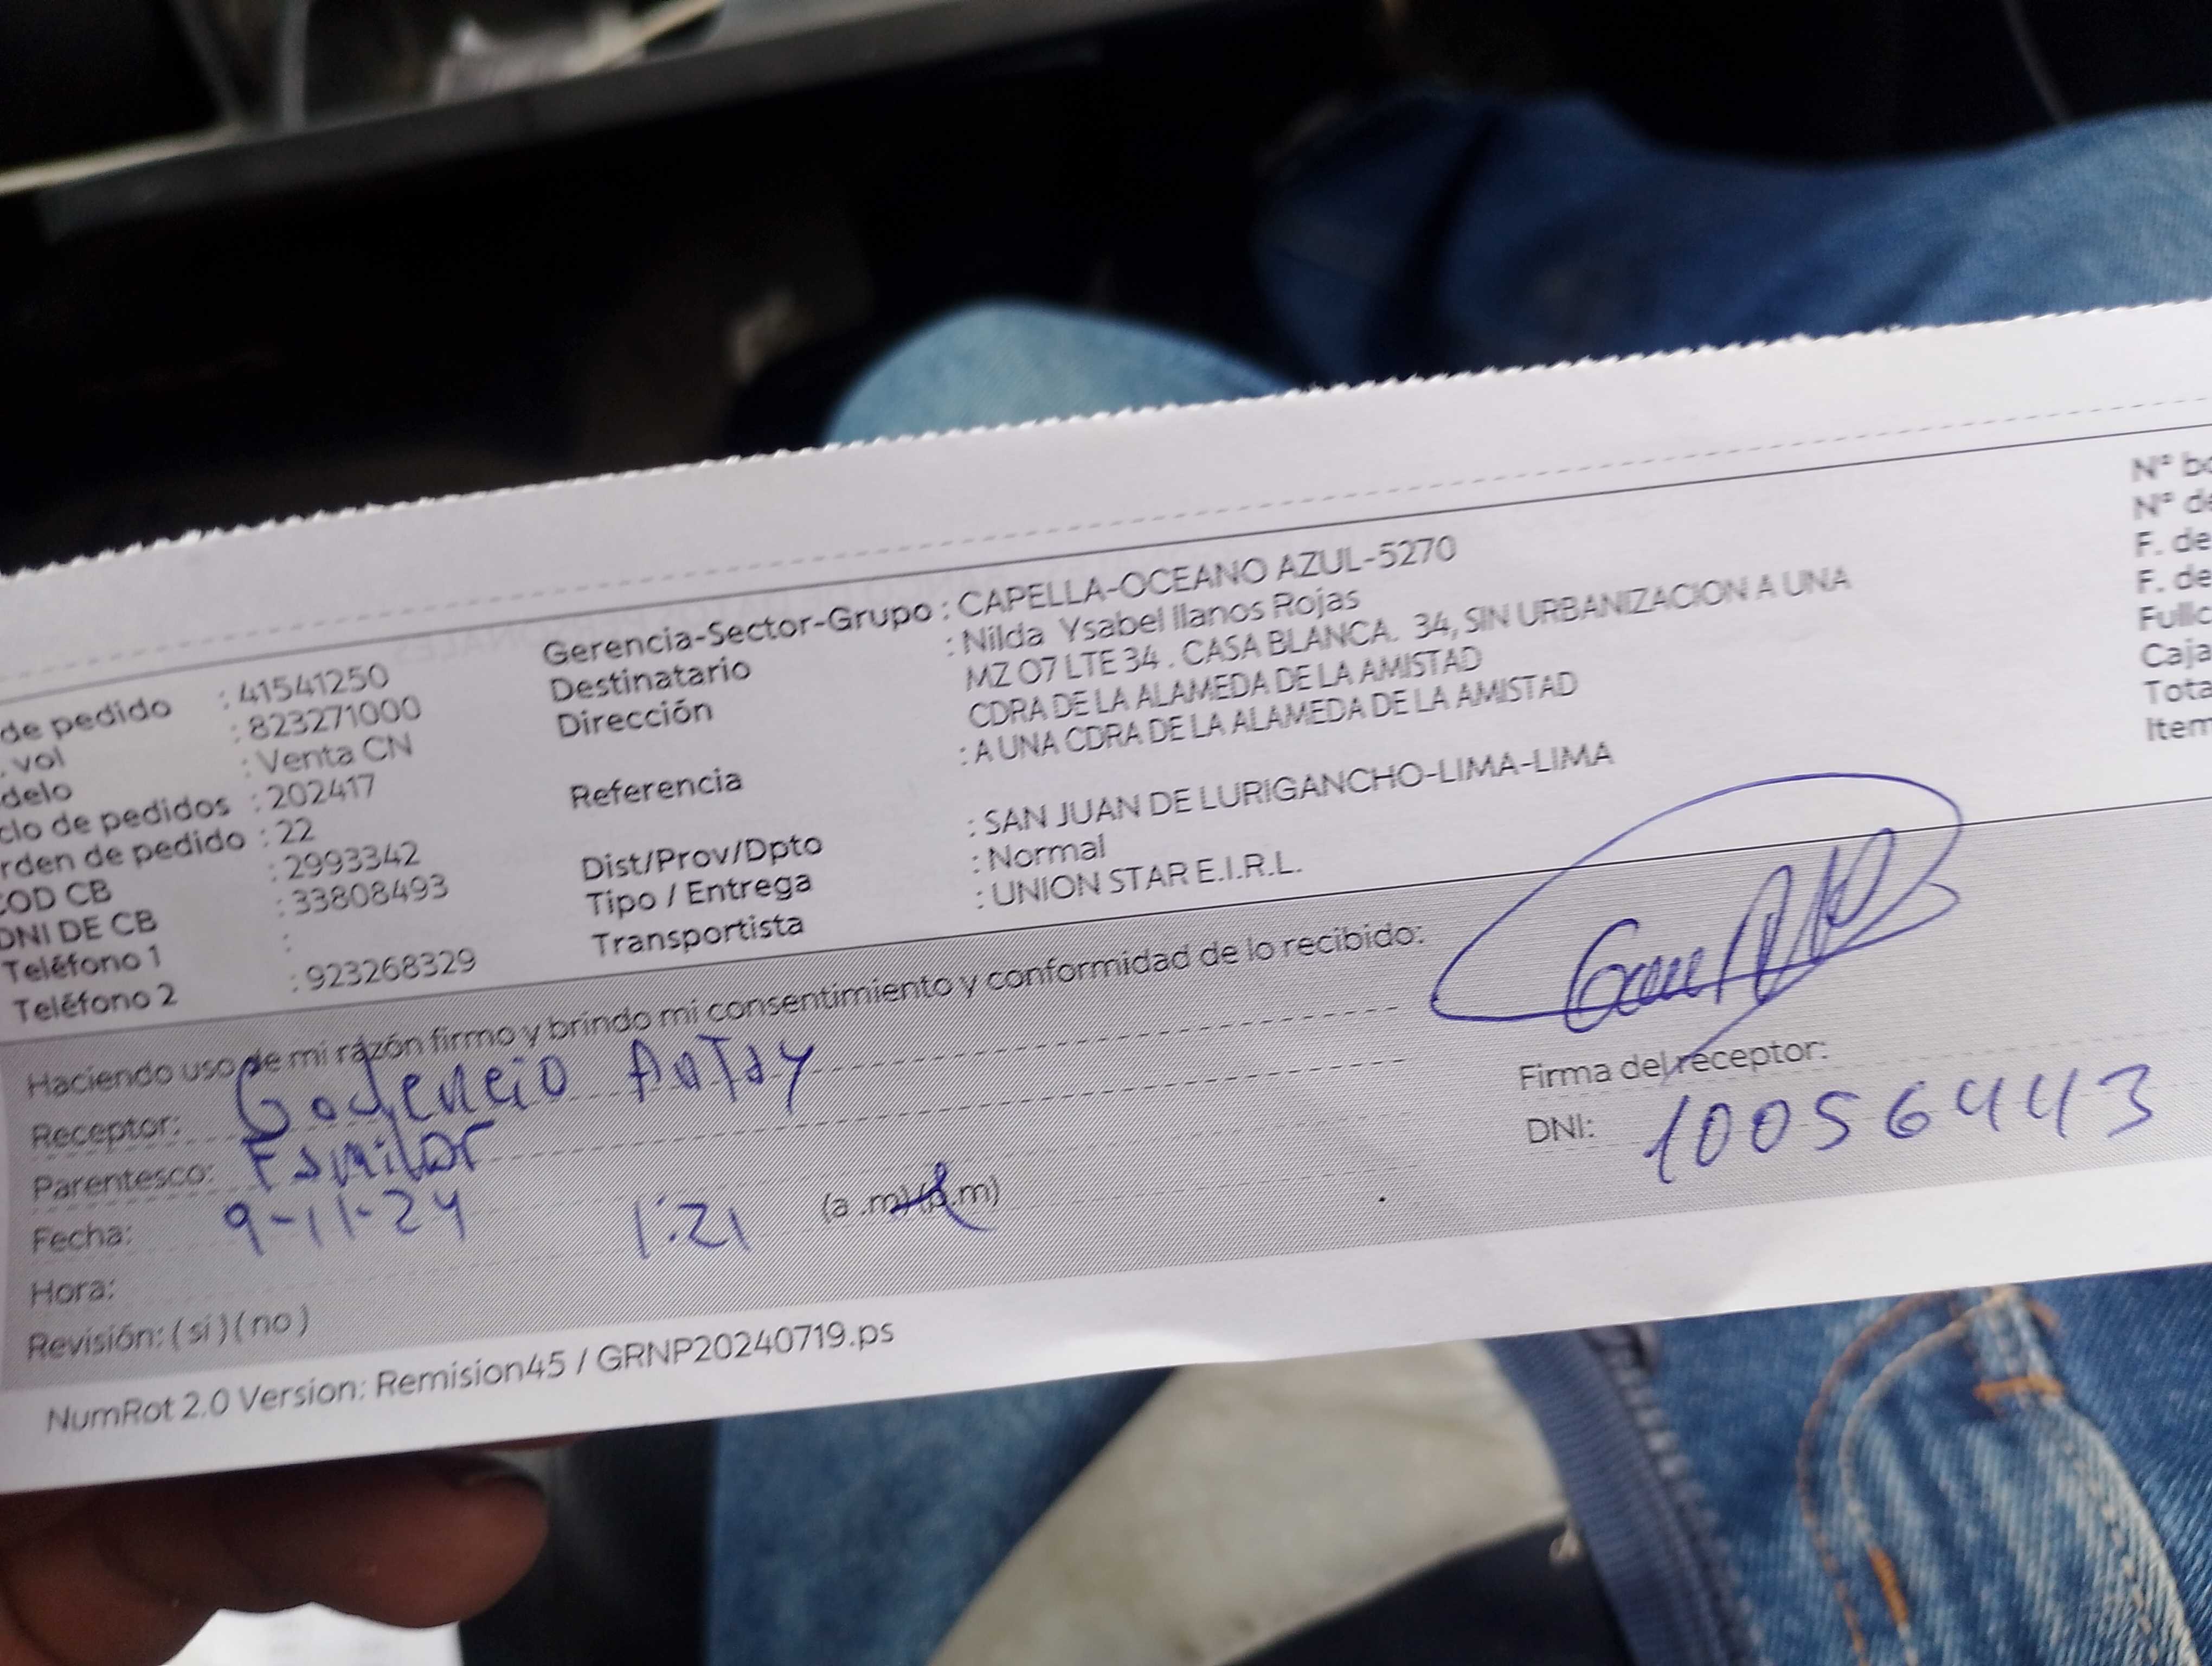 de pedido : 41541250
. vol : 823271000
delo : Venta CN
clo de pedidos : 202417
rden de pedido : 22
COD CB : 2993342
DNI DE CB : 33808493
Teléfono 1 :
Teléfono 2 : 923268329
Gerencia-Sector-Grupo : CAPELLA-OCEANO AZUL-5270
Destinatario : Nilda Ysabel llanos Rojas
Dirección MZ O7 LTE 34 . CASA BLANCA. 34, SIN URBANIZACION A UNA
CDRA DE LA ALAMEDA DE LA AMISTAD
Referencia : A UNA CDRA DE LA ALAMEDA DE LA AMISTAD
Dist/Prov/Dpto : SAN JUAN DE LURIGANCHO-LIMA-LIMA
Tipo / Entrega : Normal
Transportista : UNION STAR E.I.R.L.
N° bo
N° de
F. de
F. de
Fullc
Caja
Tota
Item
Haciendo uso de mi razón firmo y brindo mi consentimiento y conformidad de lo recibido:
Receptor: Antay
Parentesco:
Fecha: 9-11-24
Hora: 1:21 (a .m) (p.m)
Revisión: ( si ) ( no )
Firma del receptor:
DNI: 10056443
NumRot 2.0 Version: Remision45 / GRNP20240719.ps